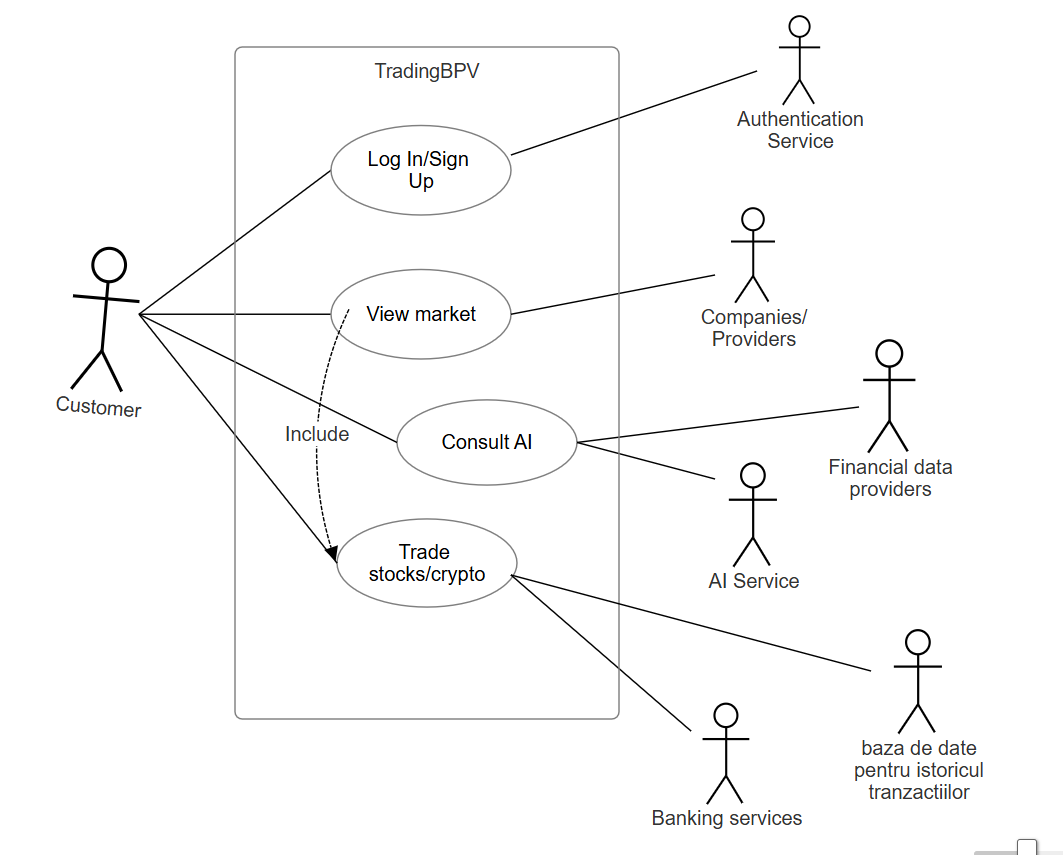 TradingBPV
Authentication
Service
Log In/Sign
Up
View market
Companies/
Providers
Customer
Include
Consult AI
Financial data
providers
AI Service
Trade
stocks/crypto
baza de date
pentru istoricul
tranzactiilor
Banking services